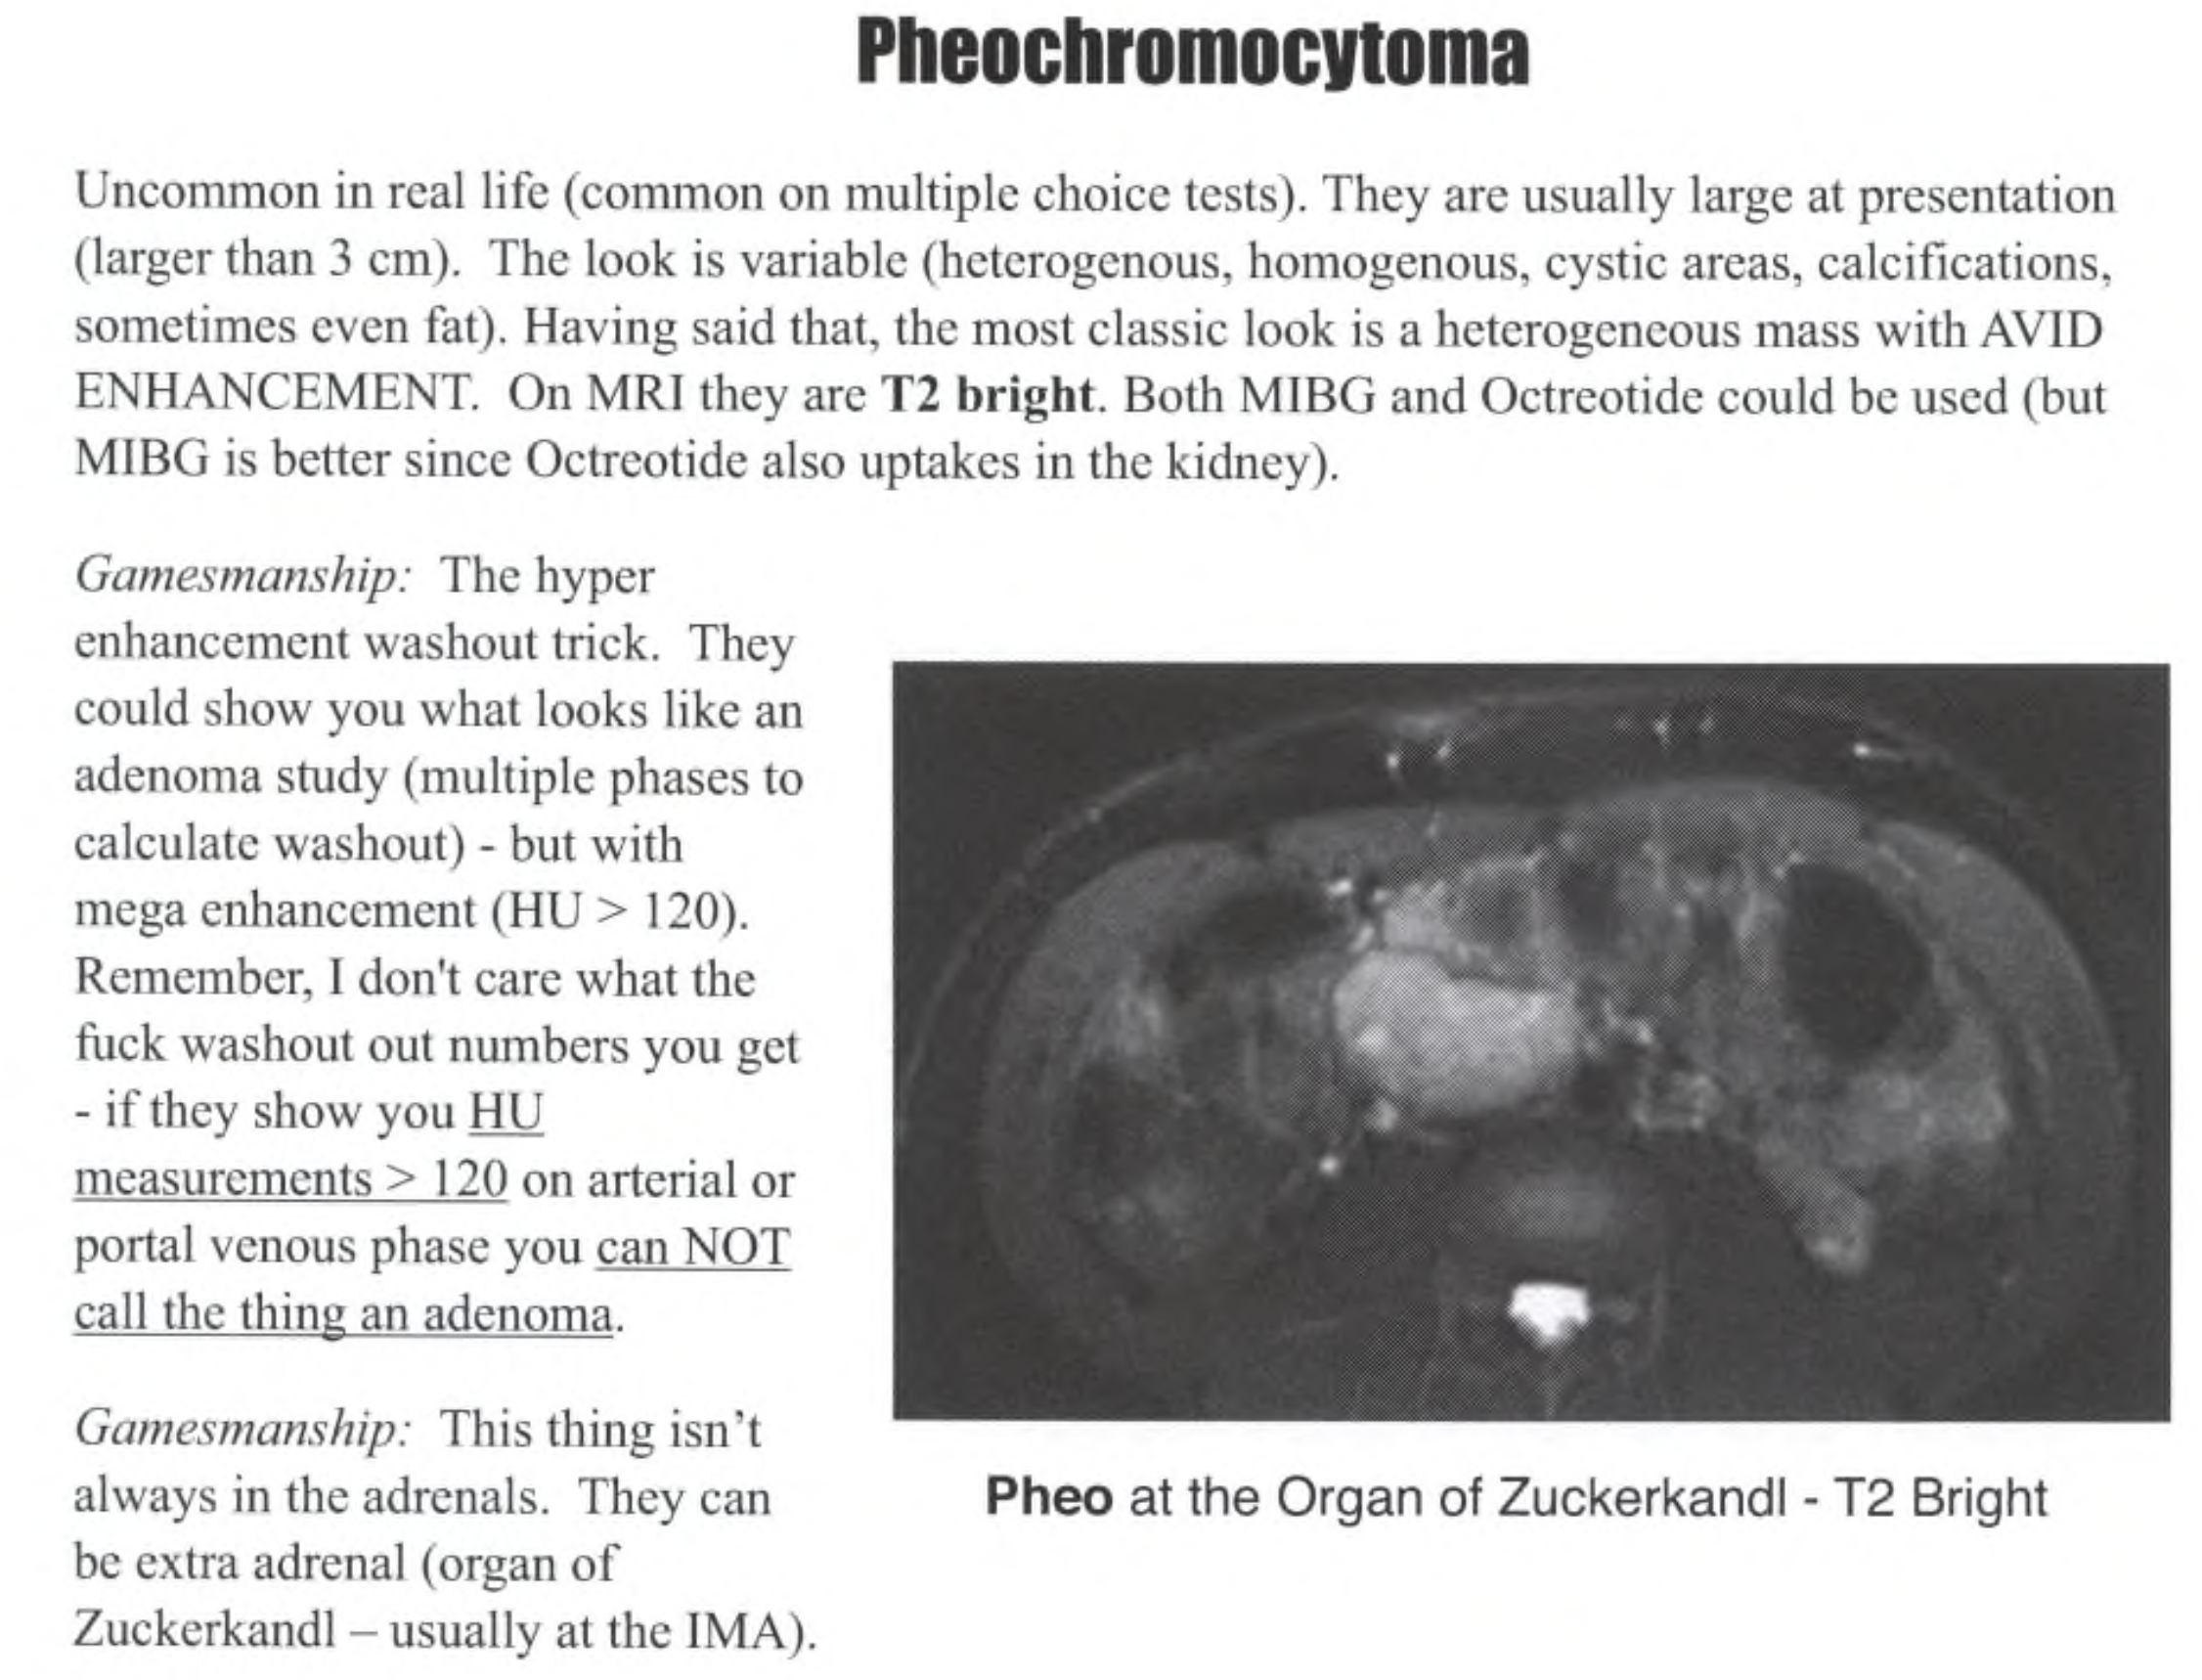 Pheochromocytoma
Uncommon in real life (common on multiple choice tests). They are usually large at presentation
(larger than 3 cm). The look is variable (heterogenous, homogenous, cystic areas, calcifications,
sometimes even fat). Having said that, the most classic look is a heterogeneous mass with AVID
ENHANCEMENT. On MRI they are T2 bright. Both MIBG and Octreotide could be used (but
MIBG is better since Octreotide also uptakes in the kidney).
Gamesmanship: The hyper
enhancement washout trick. They
could show you what looks like an
adenoma study (multiple phases to
calculate washout) - but with
mega enhancement (HU > 120).
Remember, I don't care what the
fuck washout out numbers you get
- if they show you HU
measurements > 120 on arterial or
portal venous phase you can NOT
call the thing an adenoma.
Gamesmanship: This thing isn’t
always in the adrenals. They can
be extra adrenal (organ of
Zuckerkandl – usually at the IMA).
Pheo at the Organ of Zuckerkandl - T2 Bright